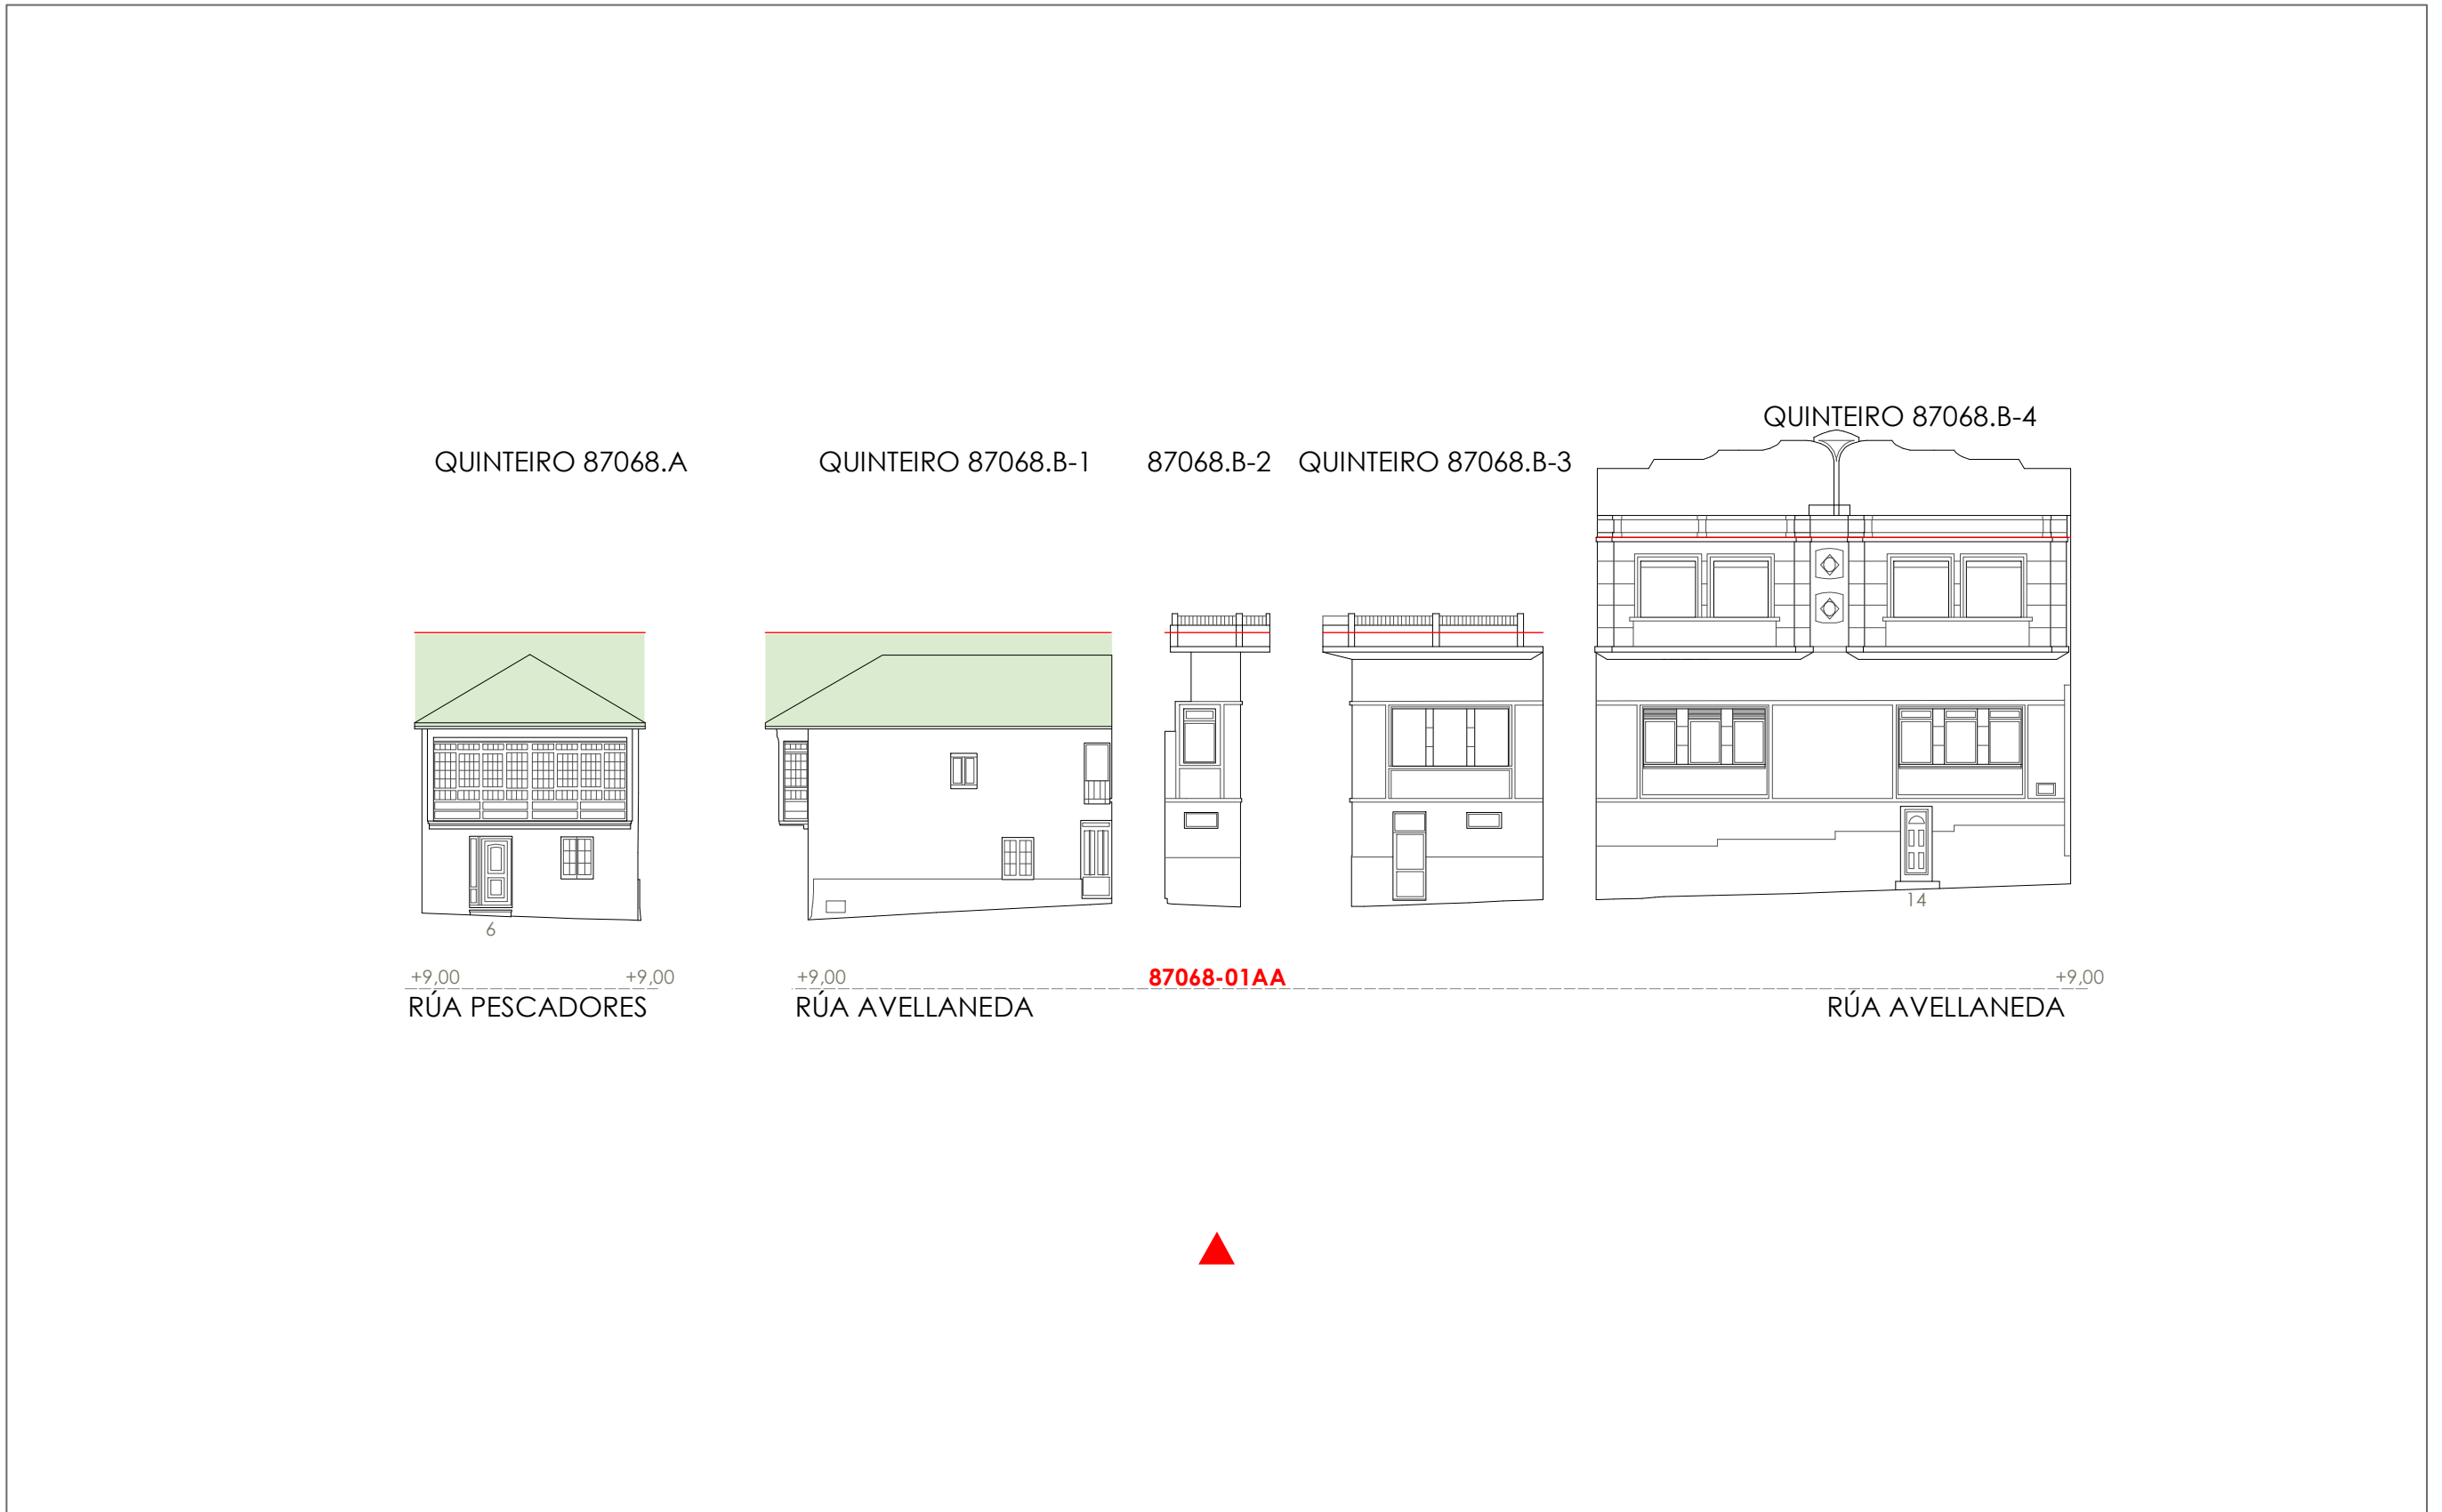 QUINTEIRO 87068.B-4
QUINTEIRO 87068.A
QUINTEIRO 87068.B-1
87068.B-2
QUINTEIRO 87068.B-3
14
6
+9,00
+9,00
+9,00
87068-01AA
+9,00
RÚA PESCADORES
RÚA AVELLANEDA
RÚA AVELLANEDA